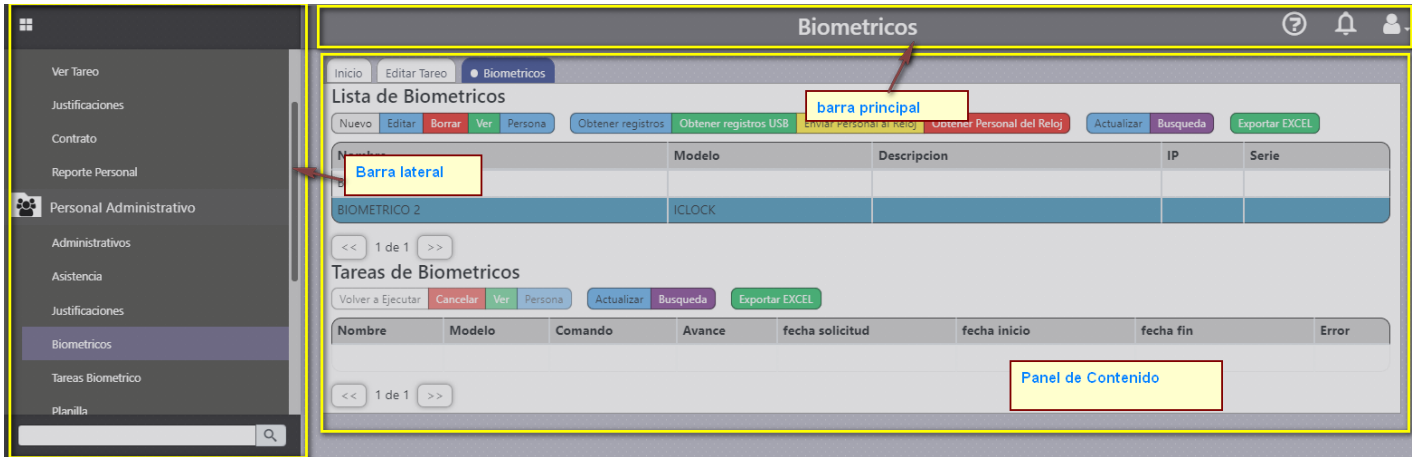 Biometricos
Ver Tareo
Justificaciones
Contrato
Reporte Personal
Personal Administrativo
Administrativos
Asistencia
Justificaciones
Biometricos
Tareas Biometrico
Planilla
Barra lateral
barra principal
Inicio Editar Tareo Biometricos
Lista de Biometricos
Nuevo Editar Borrar Ver Persona Obtener registros Obtener registros USB Enviar Personal al Reloj Obtener Personal del Reloj Actualizar Busqueda Exportar EXCEL
Modelo Descripcion IP Serie
BIOMETRICO 2 ICLOCK
<< 1 de 1 >>
Tareas de Biometricos
Volver a Ejecutar Cancelar Ver Persona Actualizar Busqueda Exportar EXCEL
Nombre Modelo Comando Avance fecha solicitud fecha inicio fecha fin Error
Panel de Contenido
<< 1 de 1 >>